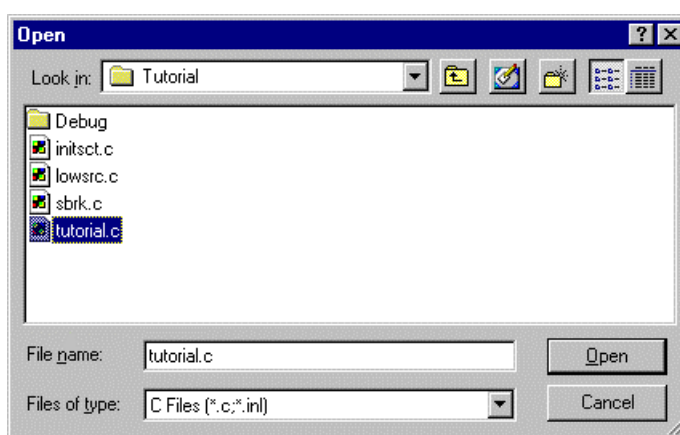 Open
Look in: Tutorial
Debug
initsct.c
lowsrc.c
sbrk.c
tutorial.c
File name: tutorial.c Open
Files of type: C Files (*.c;*.inl) Cancel